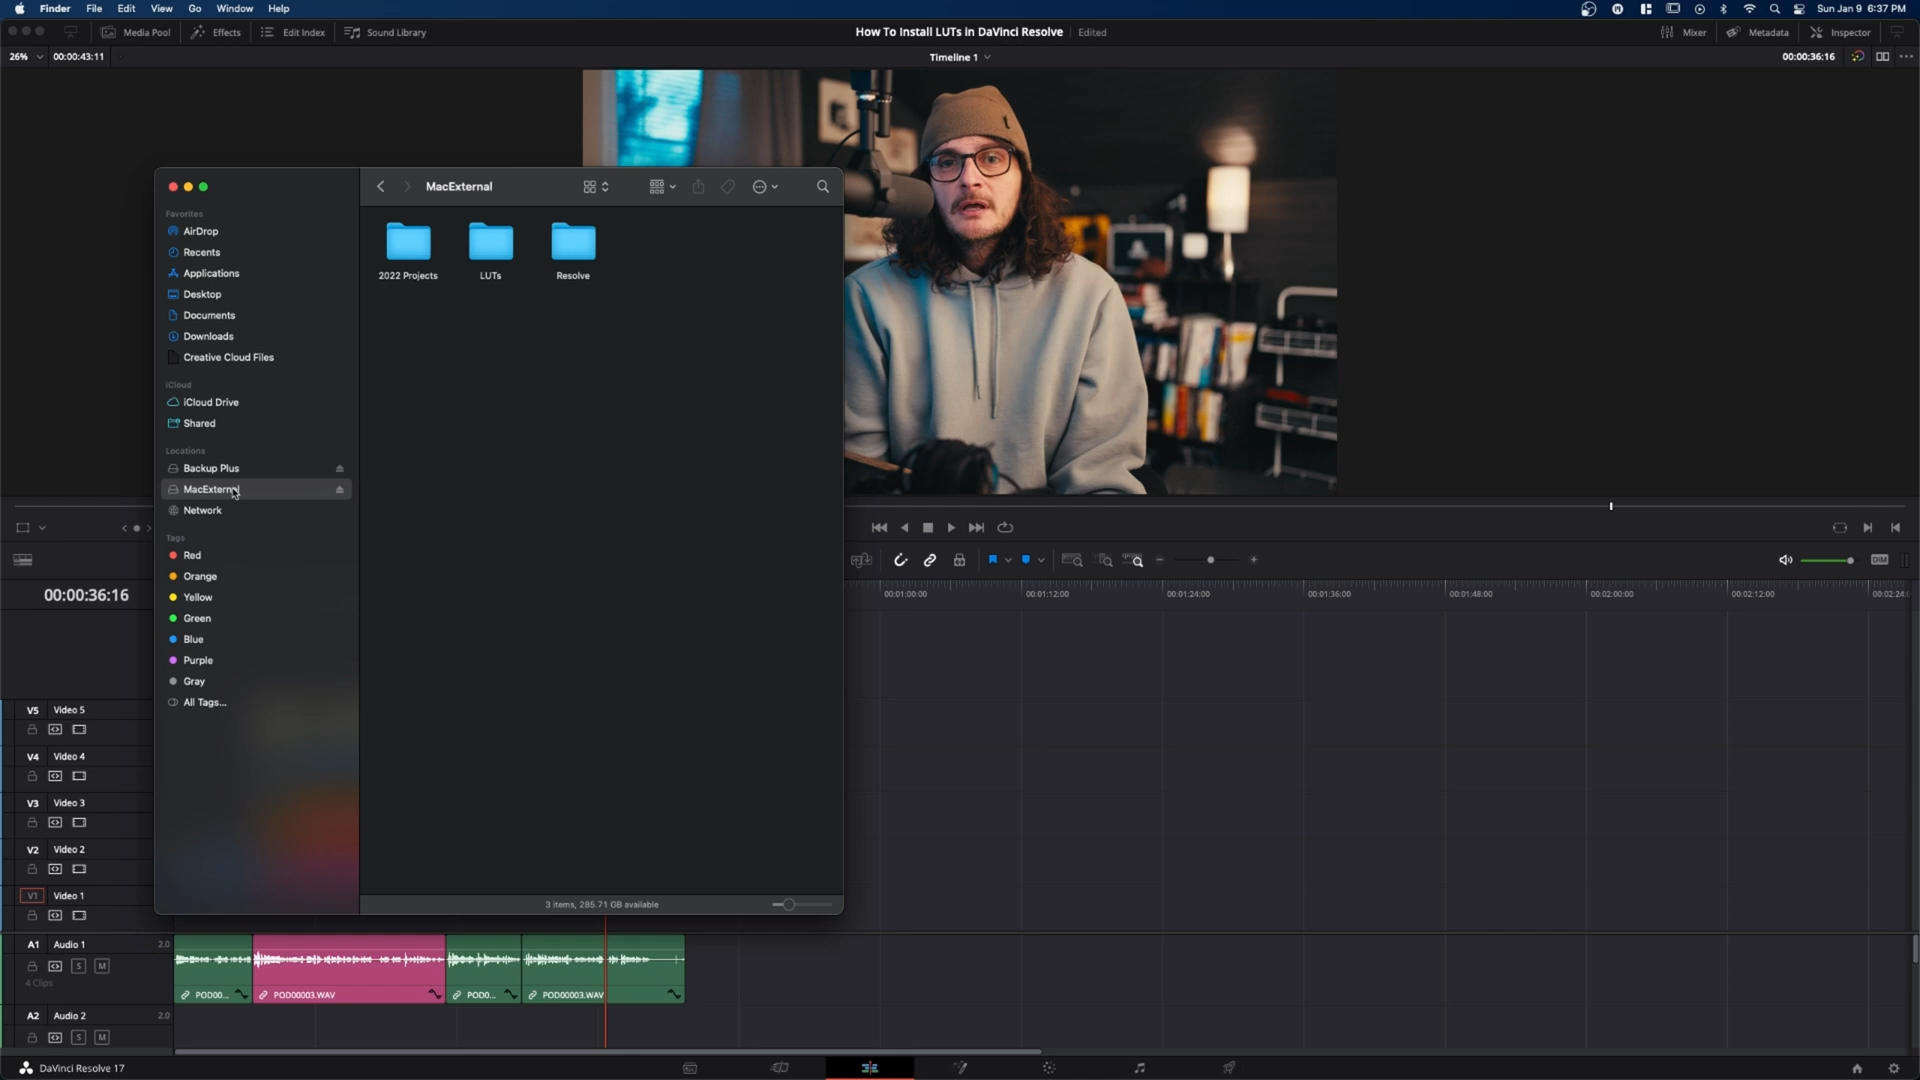 Finder File Edit View Go Window Help
Sun Jan 9 6:37 PM
Media Pool Effects Edit Index Sound Library
How To Install LUTs in DaVinci Resolve Edited
Mixer Metadata Inspector
26% 00:00:43:11
Timeline 1
00:00:36:16
MacExternal
Favorites
AirDrop
Recents
Applications
Desktop
Documents
Downloads
Creative Cloud Files
iCloud
iCloud Drive
Shared
Locations
Backup Plus
MacExternal
Network
Tags
Red
Orange
Yellow
Green
Blue
Purple
Gray
All Tags...
2022 Projects LUTs Resolve
3 items, 285.71 GB available
DIM
00:00:36:16
00:01:00:00 00:01:12:00 00:01:24:00 00:01:36:00 00:01:48:00 00:02:00:00 00:02:12:00 00:02:24:0
V5 Video 5
V4 Video 4
V3 Video 3
V2 Video 2
V1 Video 1
A1 Audio 1 2.0
S M
4 Clips
POD00... POD00003.WAV POD0... POD00003.WAV
A2 Audio 2 2.0
S M
DaVinci Resolve 17